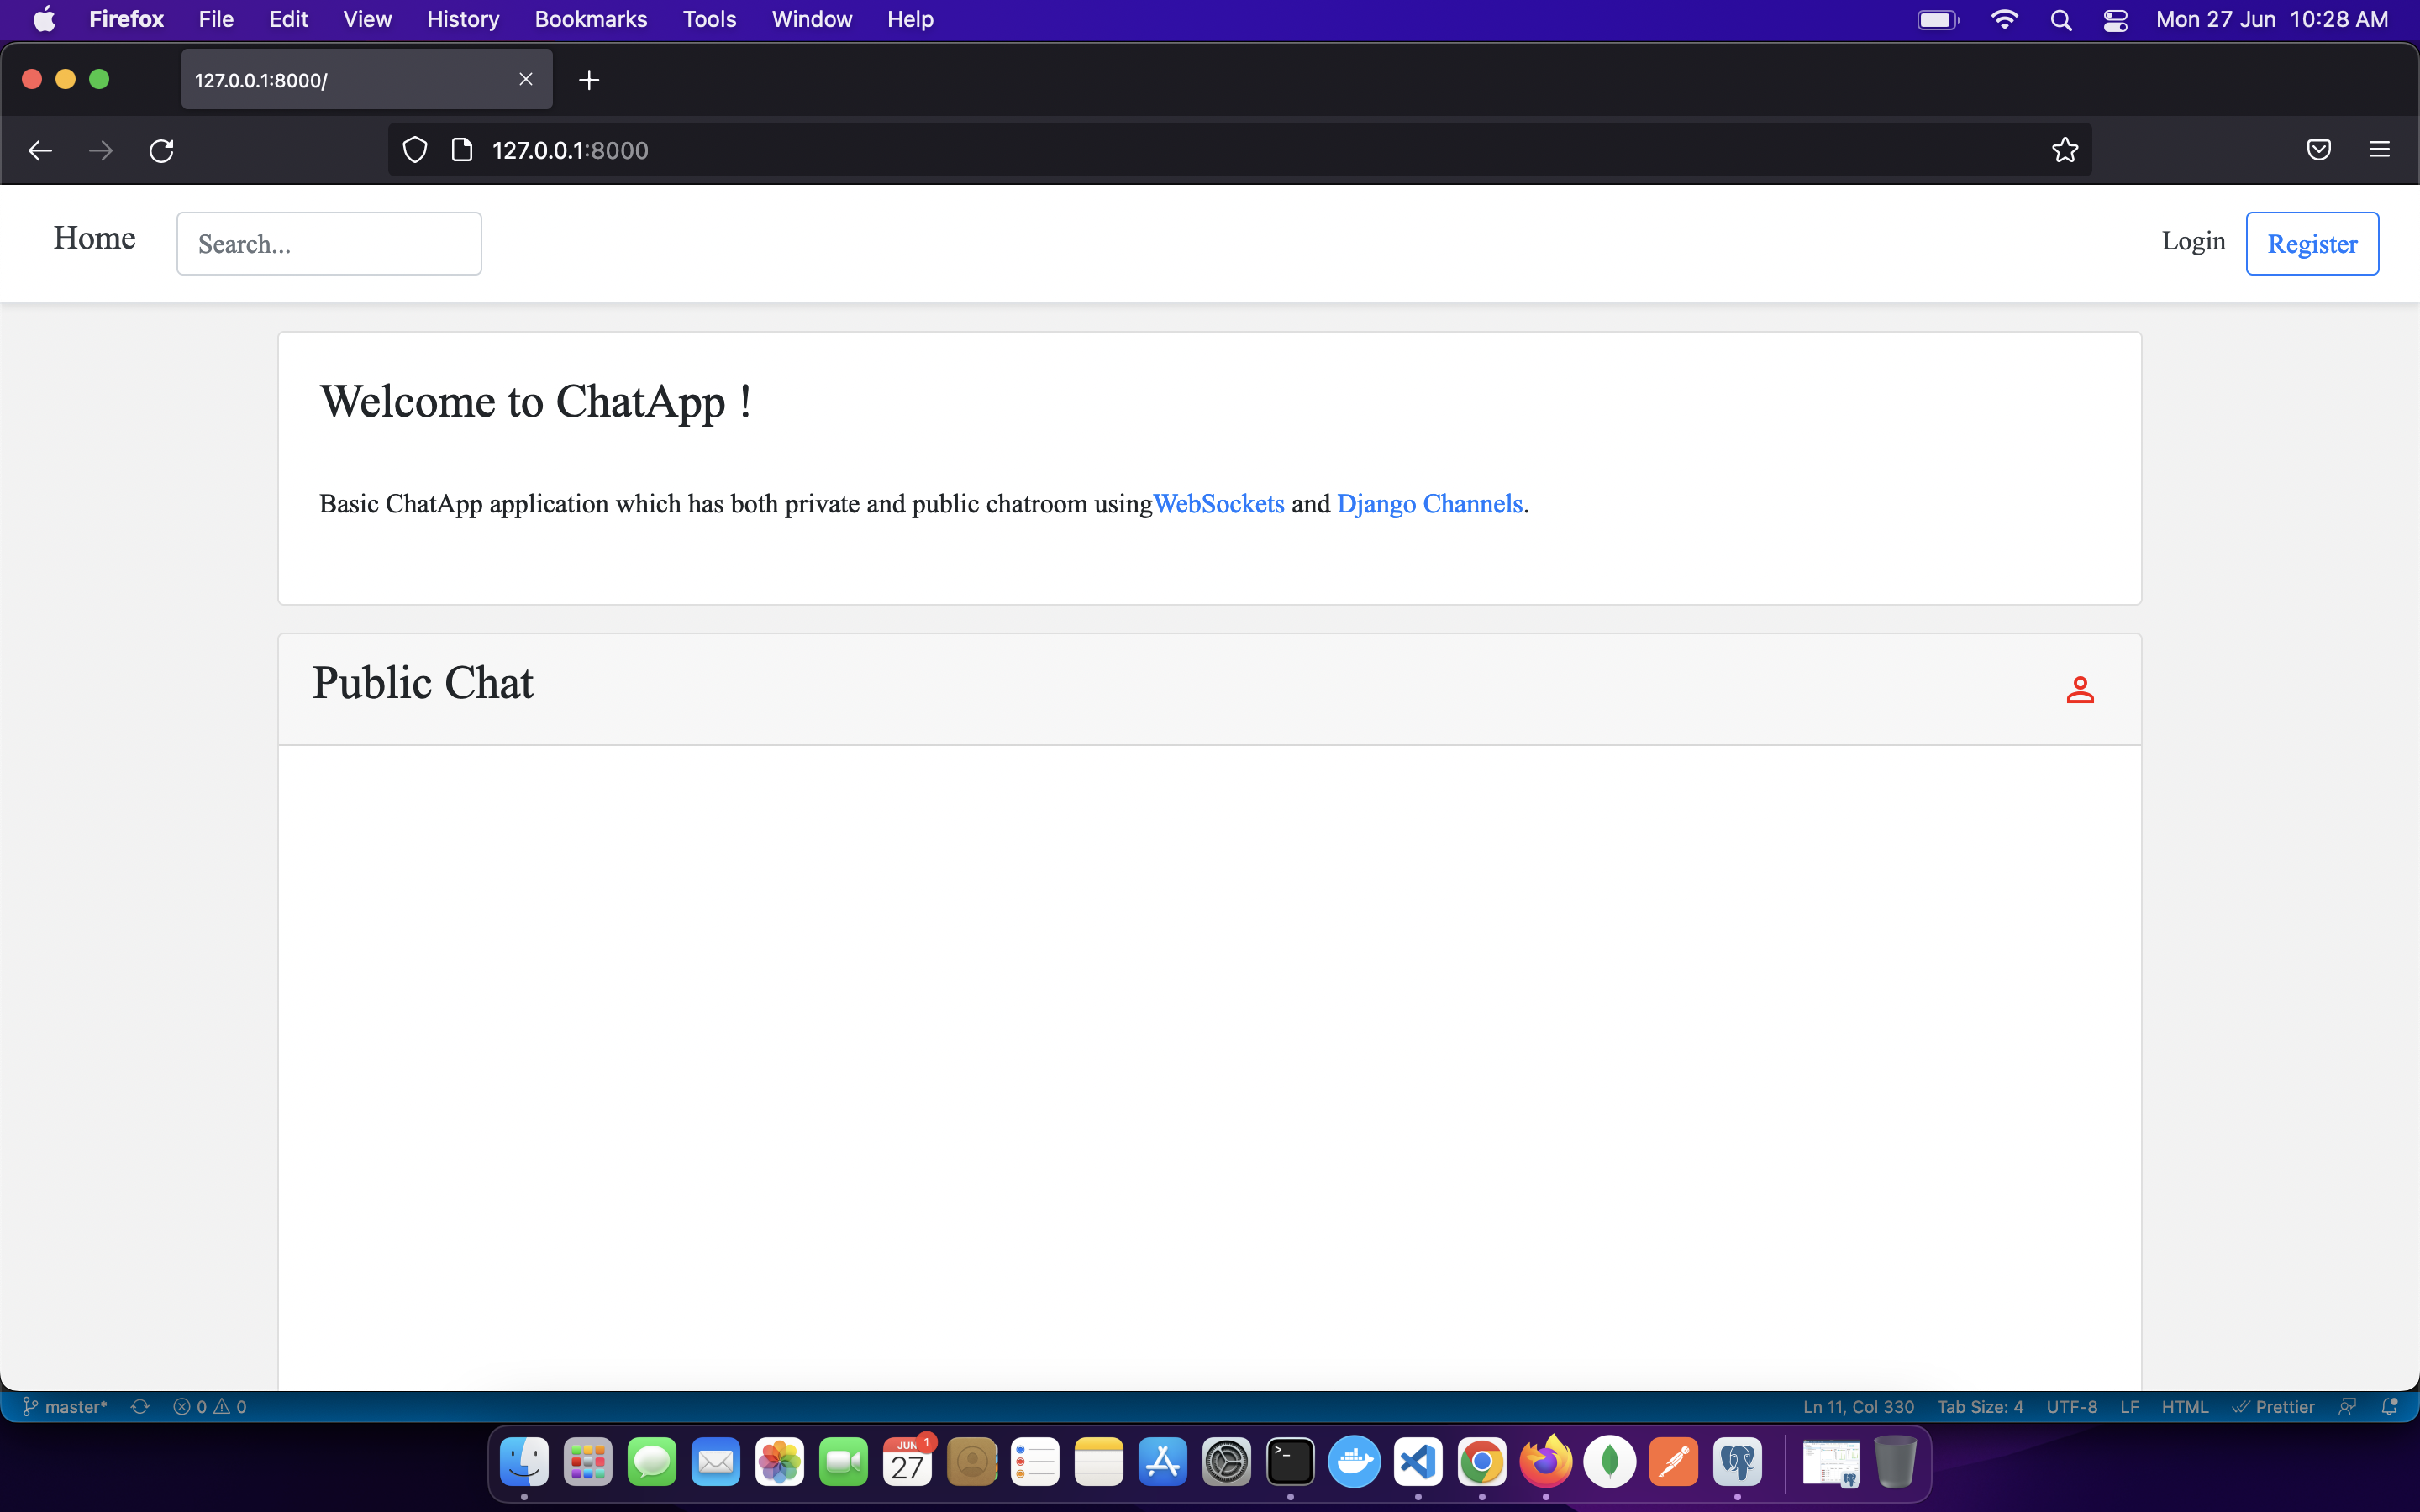 Firefox File Edit View History Bookmarks Tools Window Help Mon 27 Jun 10:28 AM
127.0.0.1:8000/
127.0.0.1:8000
Home Search... Login Register
Welcome to ChatApp !
Basic ChatApp application which has both private and public chatroom usingWebSockets and Django Channels.
Public Chat
master* 0 0 Ln 11, Col 330 Tab Size: 4 UTF-8 LF HTML Prettier
JUN 1
27